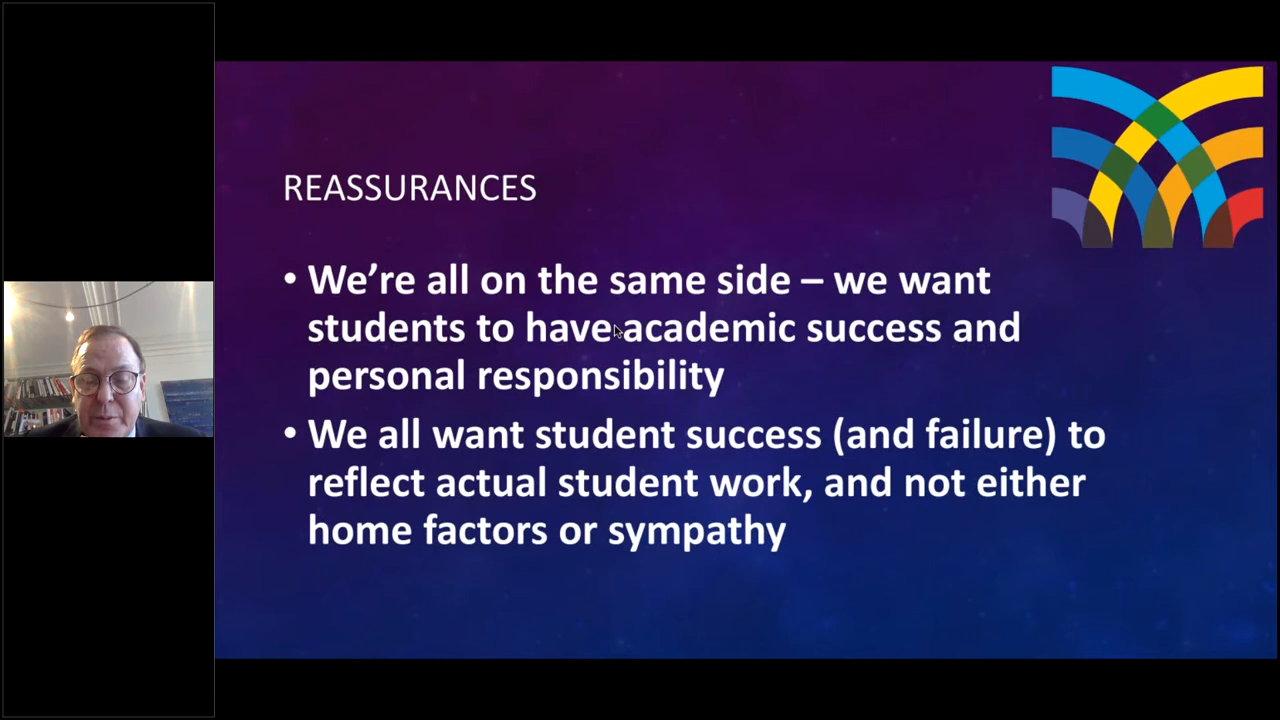 REASSURANCES
• We're all on the same side – we want
students to have academic success and
personal responsibility
• We all want student success (and failure) to
reflect actual student work, and not either
home factors or sympathy